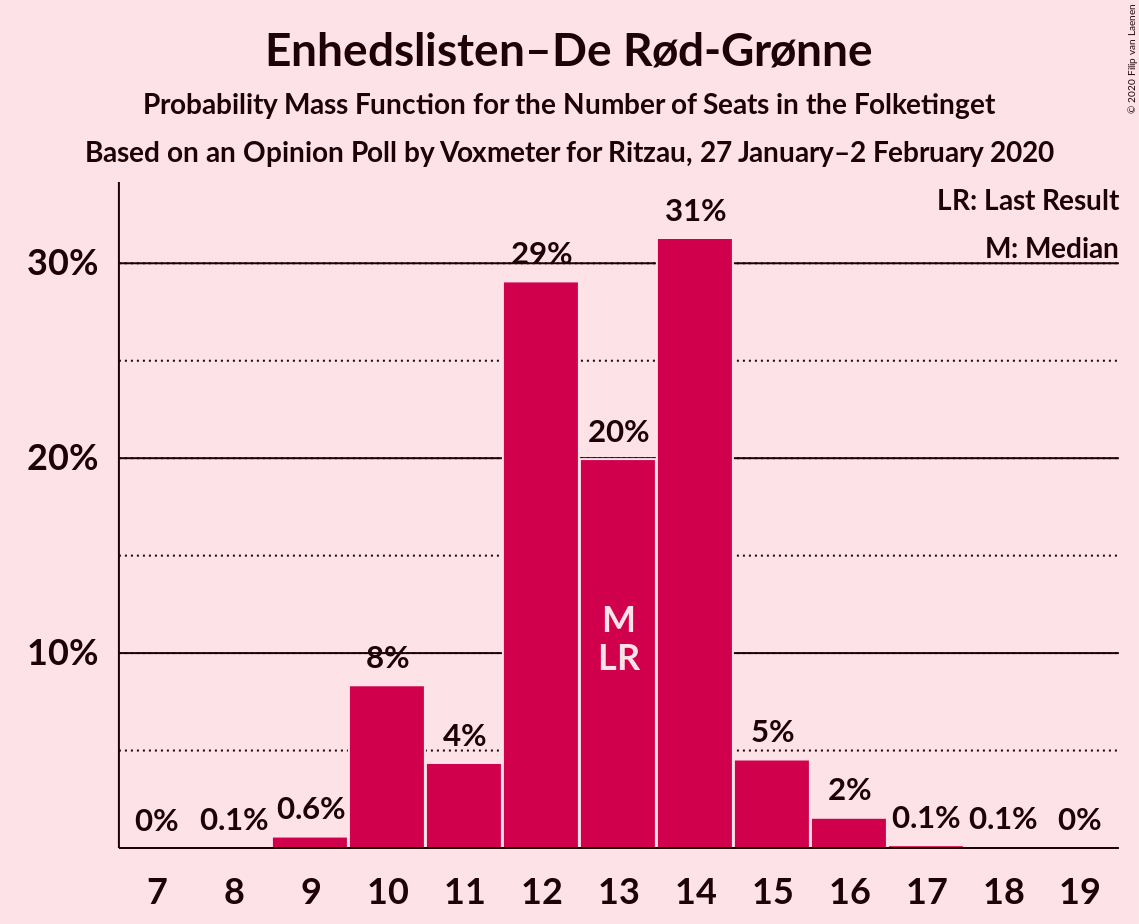 Enhedslisten–De Rød-Grønne
Probability Mass Function for the Number of Seats in the Folketinget
Based on an Opinion Poll by Voxmeter for Ritzau, 27 January–2 February 2020
© 2020 Filip van Laenen
LR: Last Result
M: Median
30%
20%
10%
0%
0.1%
0.6%
8%
4%
29%
20%
31%
5%
2%
0.1%
0.1%
0%
M
LR
7 8 9 10 11 12 13 14 15 16 17 18 19